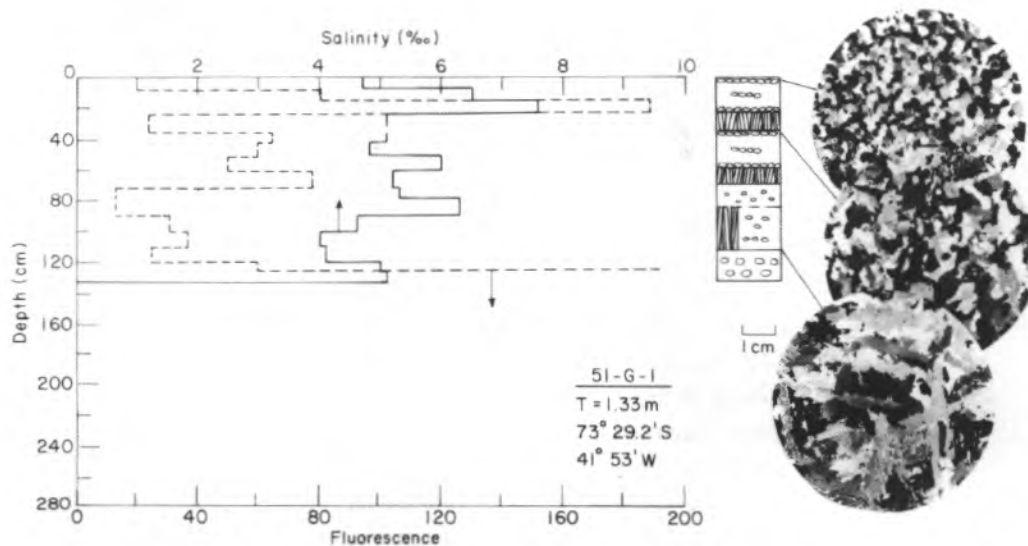 Salinity (‰)
0 2 4 6 8 10
0
40
80
120
160
200
240
280
Depth (cm)
0 40 80 120 160 200
Fluorescence
51-G-1
T = 1.33 m
73° 29.2' S
41° 53' W
1 cm